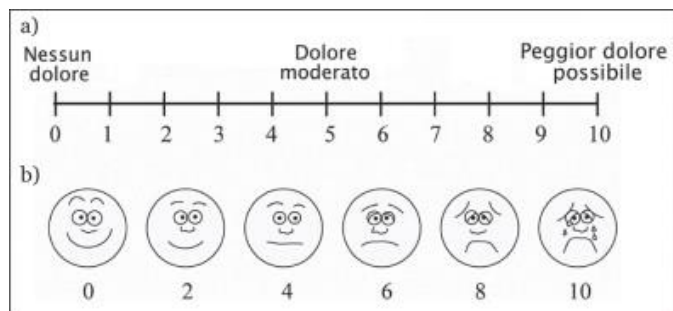 a)
Nessun dolore
Dolore moderato
Peggior dolore possibile
0 1 2 3 4 5 6 7 8 9 10
b)
0 2 4 6 8 10